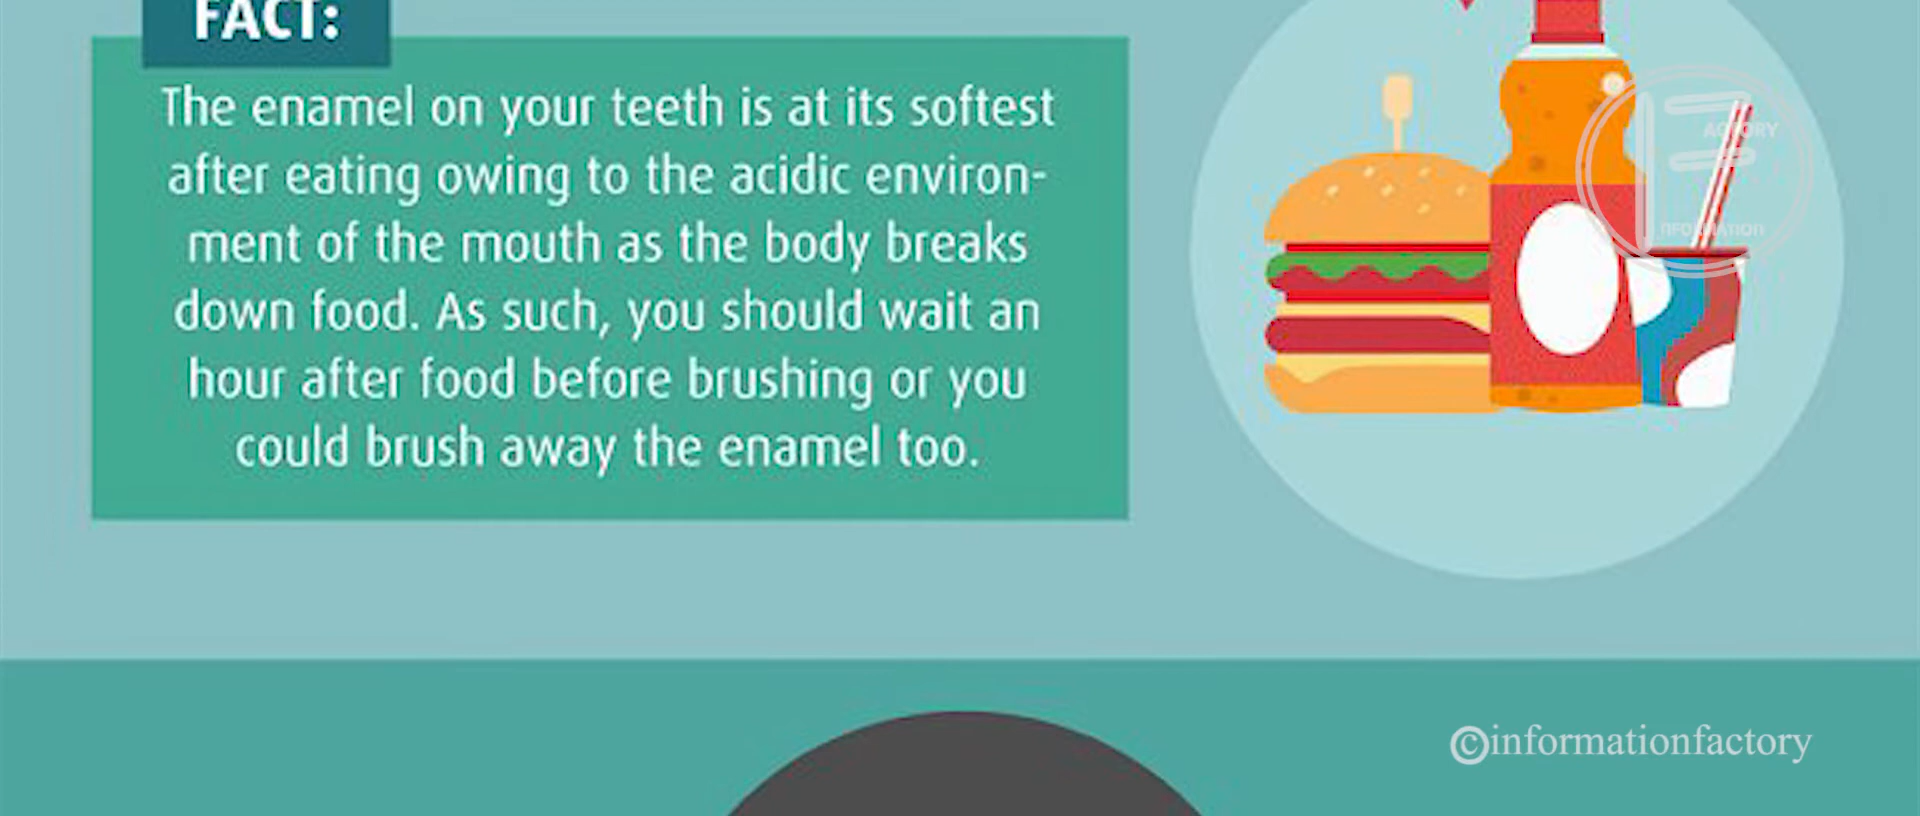 FACT:
The enamel on your teeth is at its softest
after eating owing to the acidic environ-
ment of the mouth as the body breaks
down food. As such, you should wait an
hour after food before brushing or you
could brush away the enamel too.
ACTORY
NFORMATION
©informationfactory